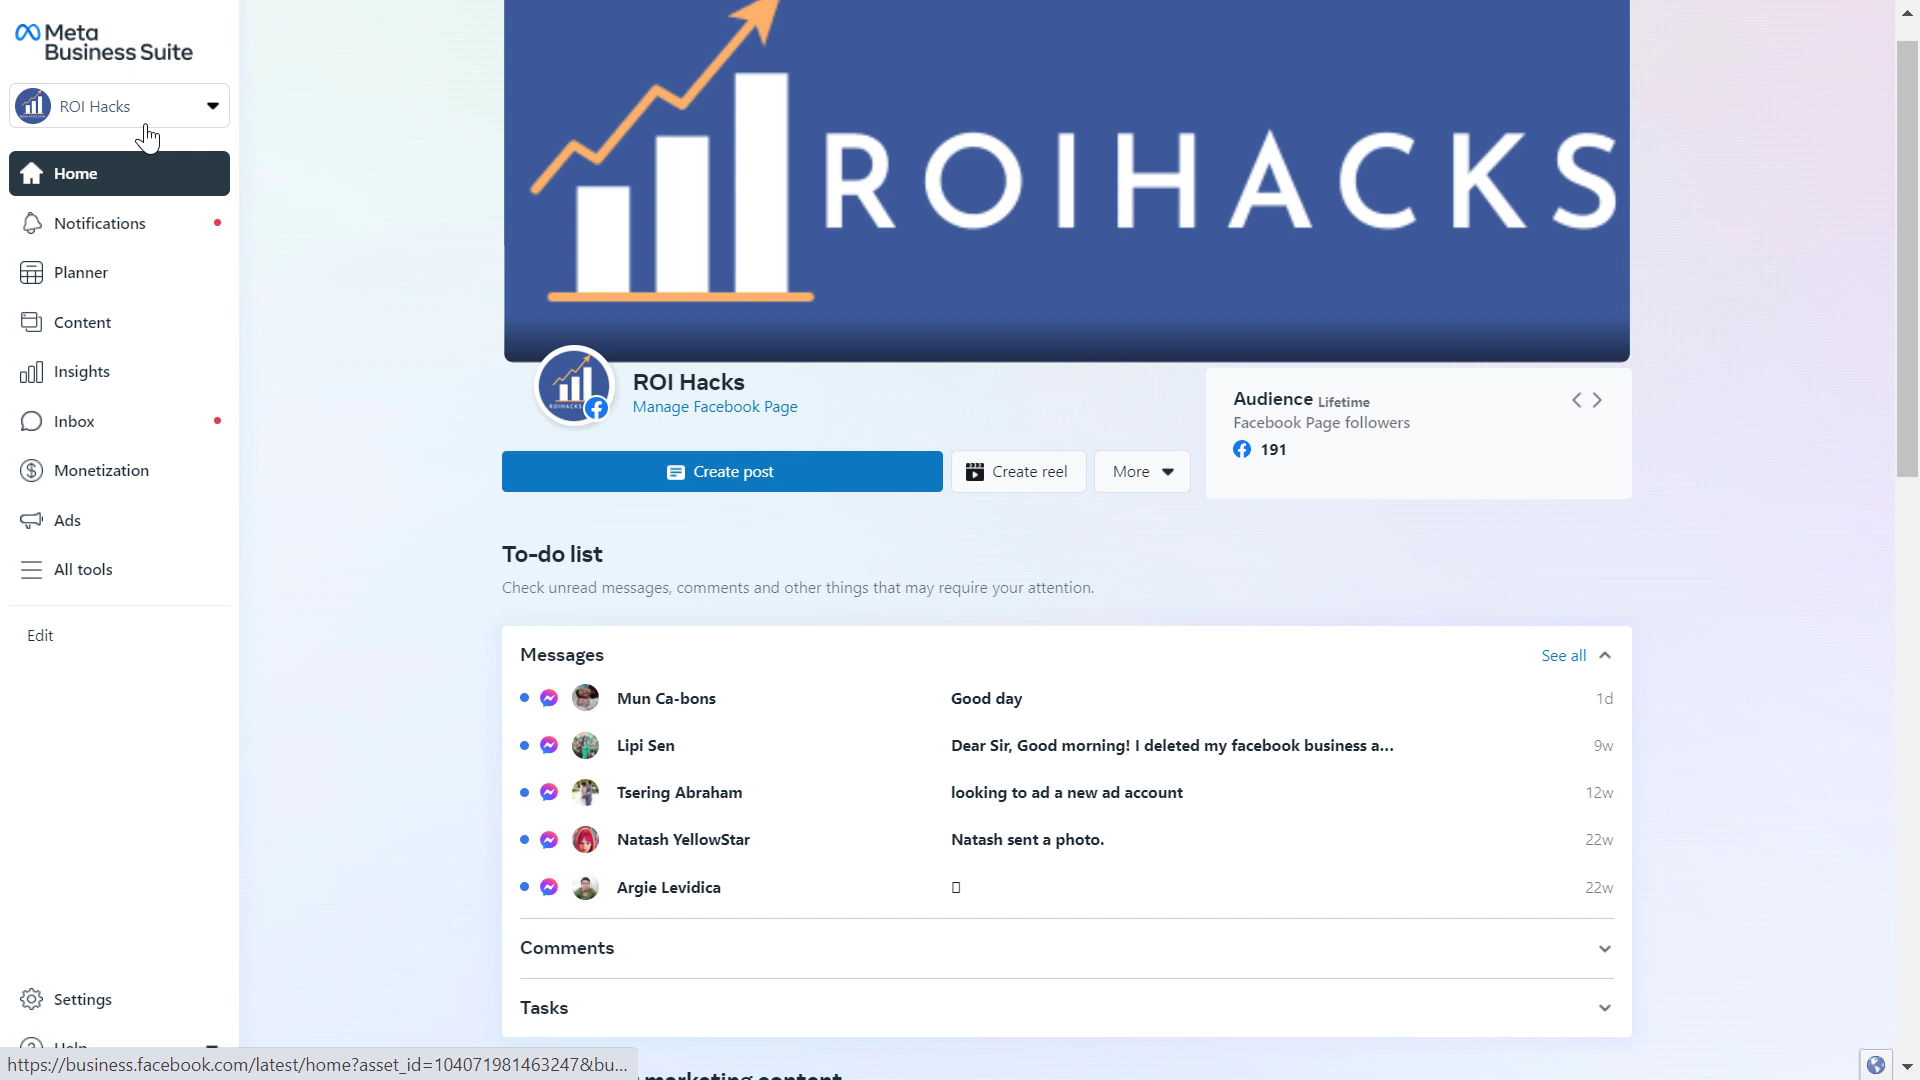 Meta
Business Suite
ROI Hacks
Home
Notifications
Planner
Content
Insights
Inbox
Monetization
Ads
All tools
Edit
Settings
Help
https://business.facebook.com/latest/home?asset_id=104071981463247&bu...
ROIHACKS
ROI Hacks
Manage Facebook Page
Create post
Create reel
More
Audience Lifetime
Facebook Page followers
191
To-do list
Check unread messages, comments and other things that may require your attention.
Messages
See all
Mun Ca-bons Good day 1d
Lipi Sen Dear Sir, Good morning! I deleted my facebook business a... 9w
Tsering Abraham looking to ad a new ad account 12w
Natash YellowStar Natash sent a photo. 22w
Argie Levidica 22w
Comments
Tasks
marketing content